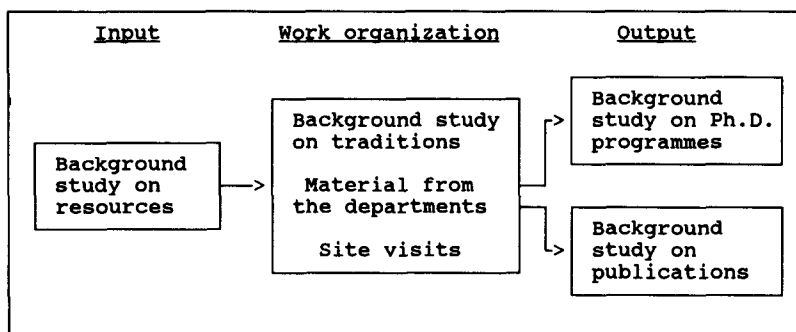 Input
Work organization
Output
Background
study on
resources
Background study
on traditions
Material from
the departments
Site visits
Background
study on Ph.D.
programmes
Background
study on
publications